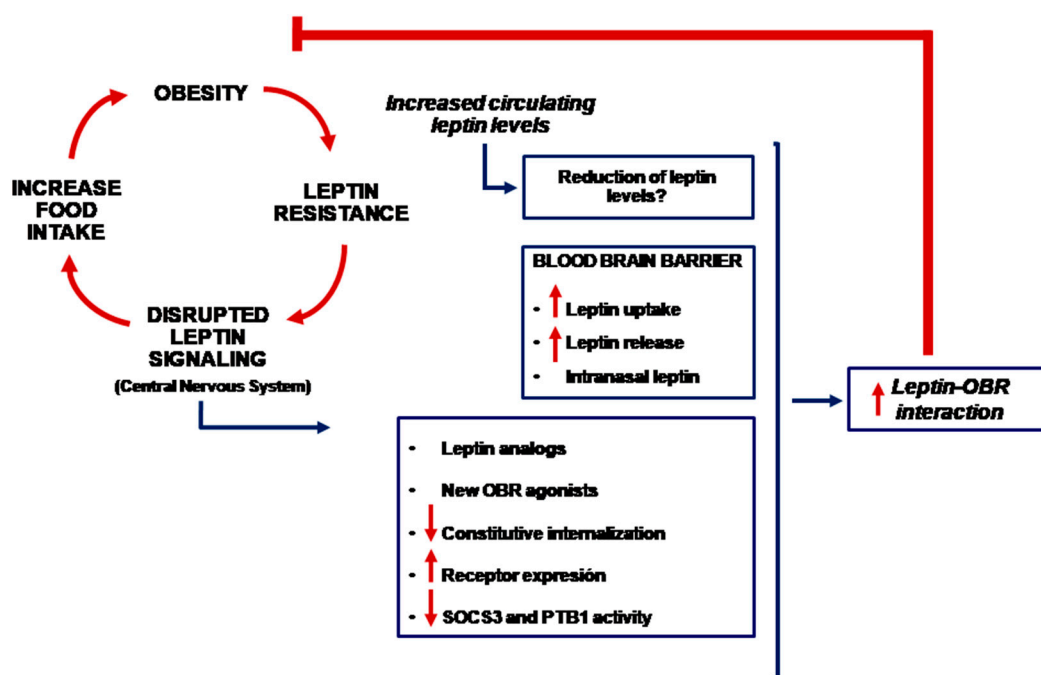 OBESITY
LEPTIN
RESISTANCE
DISRUPTED
LEPTIN
SIGNALING
(Central Nervous System)
INCREASE
FOOD
INTAKE
Increased circulating
leptin levels
Reduction of leptin
levels?
BLOOD BRAIN BARRIER
- Leptin uptake
- Leptin release
- Intranasal leptin
- Leptin analogs
- New OBR agonists
- Constitutive internalization
- Receptor expresión
- SOCS3 and PTB1 activity
Leptin-OBR
interaction